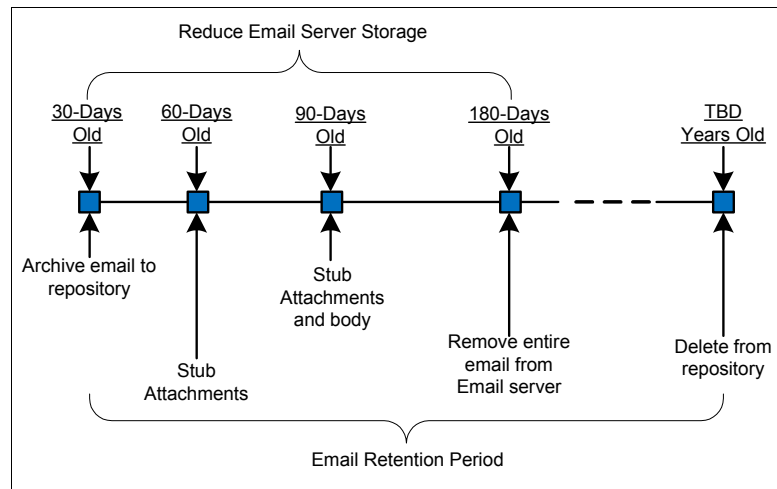 Reduce Email Server Storage
30-Days
Old
60-Days
Old
90-Days
Old
180-Days
Old
TBD
Years Old
Archive email to
repository
Stub
Attachments
Stub
Attachments
and body
Remove entire
email from
Email server
Delete from
repository
Email Retention Period